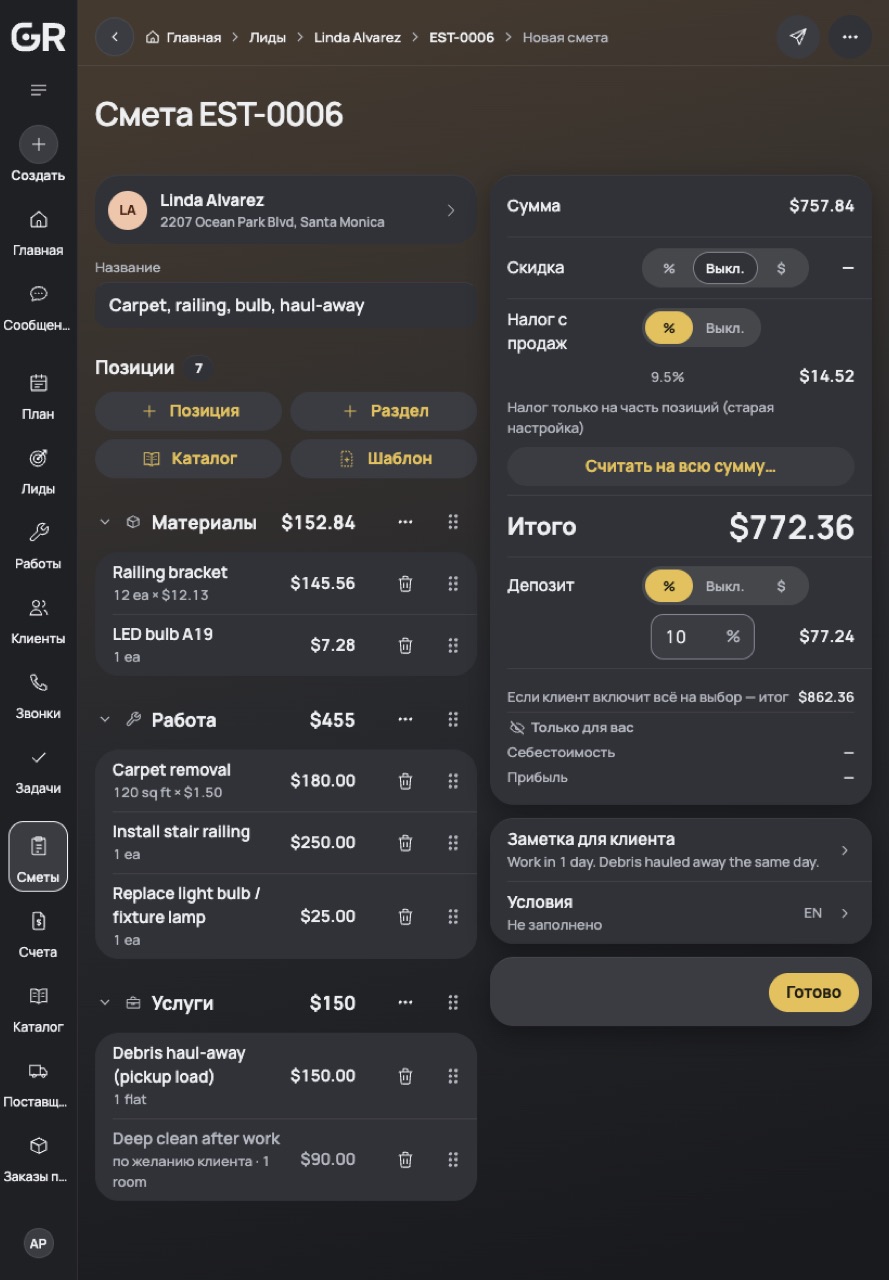 GR
Создать
Главная
Сообщен...
План
Лиды
Работы
Клиенты
Звонки
Задачи
Сметы
Счета
Каталог
Поставщ...
Заказы п...
AP
Главная > Лиды > Linda Alvarez > EST-0006 > Новая смета
Смета EST-0006
LA
Linda Alvarez
2207 Ocean Park Blvd, Santa Monica
Название
Carpet, railing, bulb, haul-away
Позиции 7
+ Позиция
+ Раздел
Каталог
Шаблон
Материалы $152.84
Railing bracket $145.56
12 ea × $12.13
LED bulb A19 $7.28
1 ea
Работа $455
Carpet removal $180.00
120 sq ft × $1.50
Install stair railing $250.00
1 ea
Replace light bulb /
fixture lamp $25.00
1 ea
Услуги $150
Debris haul-away
(pickup load) $150.00
1 flat
Deep clean after work
по желанию клиента · 1 $90.00
room
Сумма $757.84
Скидка % Выкл. $ –
Налог с
продаж % Выкл.
9.5% $14.52
Налог только на часть позиций (старая
настройка)
Считать на всю сумму...
Итого $772.36
Депозит % Выкл. $
10 % $77.24
Если клиент включит всё на выбор — итог $862.36
Только для вас
Себестоимость –
Прибыль –
Заметка для клиента
Work in 1 day. Debris hauled away the same day.
Условия
Не заполнено EN
Готово